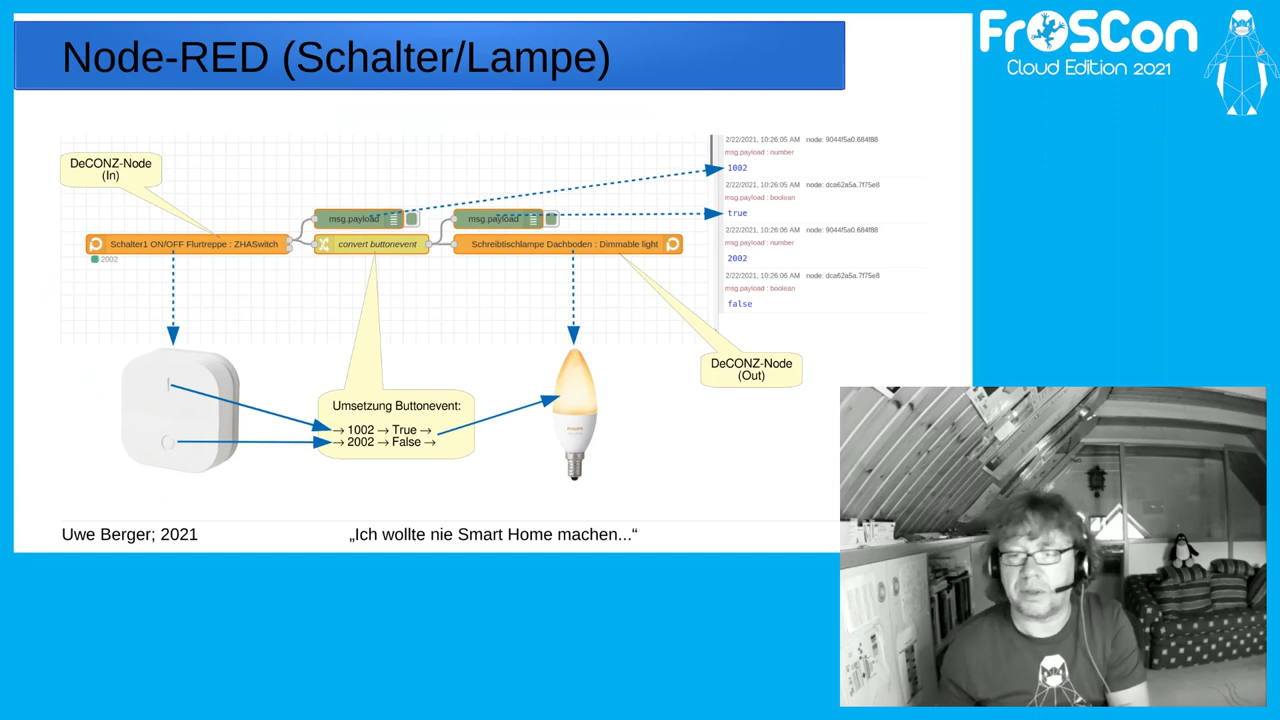 Node-RED (Schalter/Lampe)
FrOSCon
Cloud Edition 2021
DeCONZ-Node
(In)
2/22/2021, 10:26:05 AM node: 9044f5a0.684f88
msg.payload : number
1002
2/22/2021, 10:26:05 AM node: dca62a5a.7f75e8
msg.payload : boolean
true
2/22/2021, 10:26:06 AM node: 9044f5a0.684f88
msg.payload : number
2002
2/22/2021, 10:26:06 AM node: dca62a5a.7f75e8
msg.payload : boolean
false
msg.payload
msg.payload
Schalter1 ON/OFF Flurtreppe : ZHASwitch
convert buttonevent
Schreibtischlampe Dachboden : Dimmable light
2002
DeCONZ-Node
(Out)
Umsetzung Buttonevent:
→ 1002 → True →
→ 2002 → False →
PHILIPS
Uwe Berger; 2021
„Ich wollte nie Smart Home machen...“